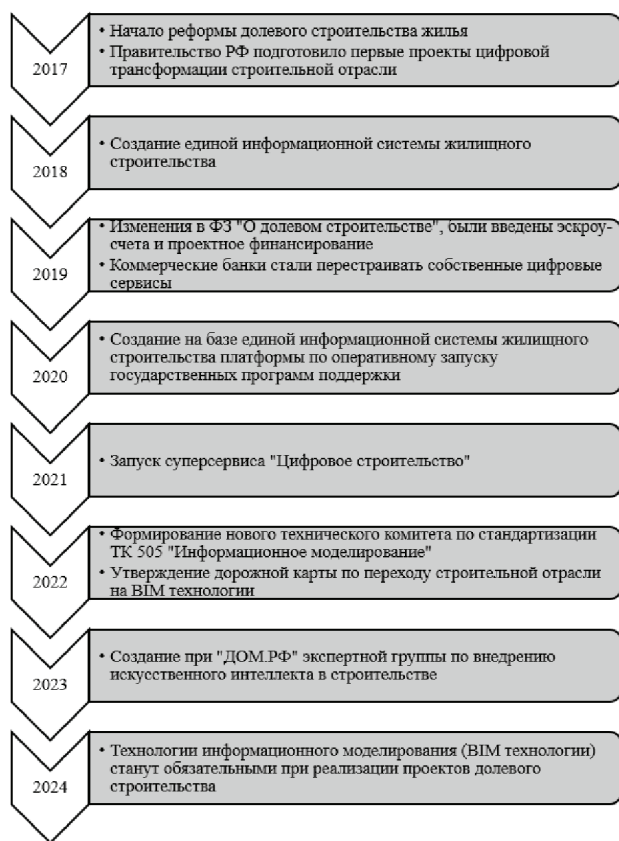 2017
• Начало реформы долевого строительства жилья
• Правительство РФ подготовило первые проекты цифровой
трансформации строительной отрасли
2018
• Создание единой информационной системы жилищного
строительства
2019
• Изменения в ФЗ "О долевом строительстве", были введены эскроу-
счета и проектное финансирование
• Коммерческие банки стали перестраивать собственные цифровые
сервисы
2020
• Создание на базе единой информационной системы жилищного
строительства платформы по оперативному запуску
государственных программ поддержки
2021
• Запуск суперсервиса "Цифровое строительство"
2022
• Формирование нового технического комитета по стандартизации
ТК 505 "Информационное моделирование"
• Утверждение дорожной карты по переходу строительной отрасли
на BIM технологии
2023
• Создание при "ДОМ.РФ" экспертной группы по внедрению
искусственного интеллекта в строительстве
2024
• Технологии информационного моделирования (BIM технологии)
станут обязательными при реализации проектов долевого
строительства